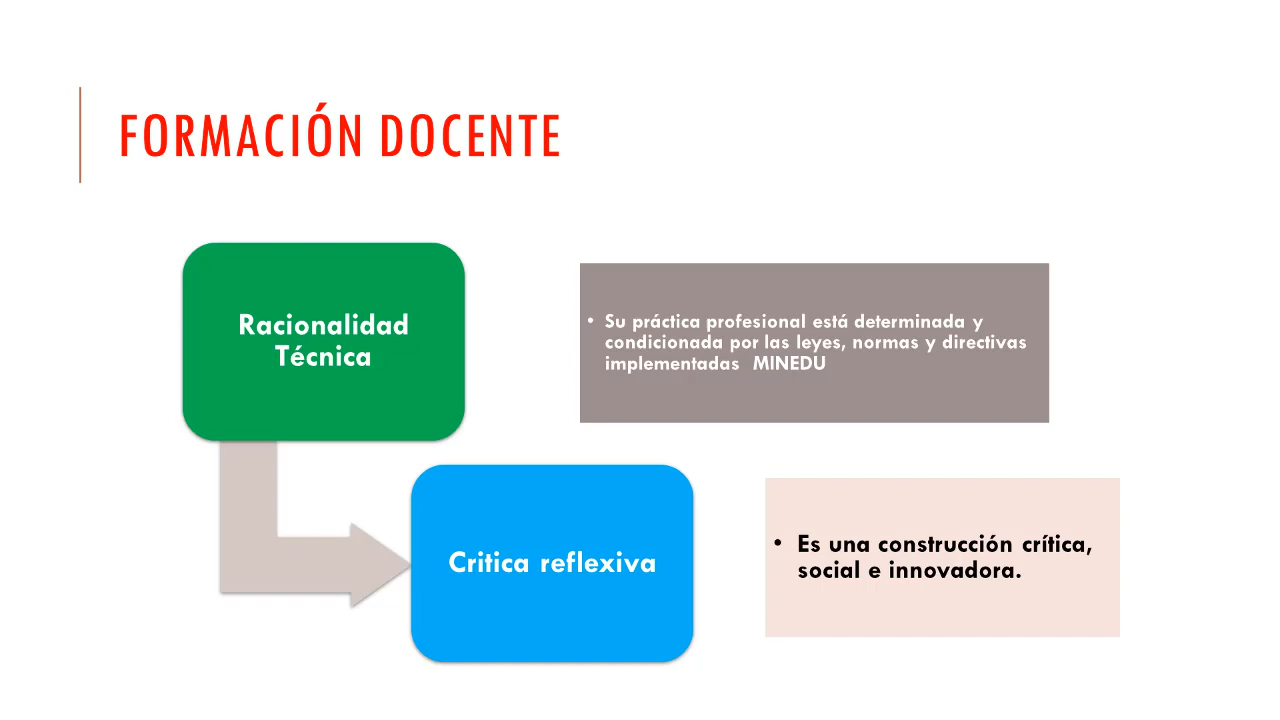 FORMACIÓN DOCENTE
Racionalidad
Técnica
• Su práctica profesional está determinada y
condicionada por las leyes, normas y directivas
implementadas  MINEDU
Critica reflexiva
• Es una construcción crítica,
social e innovadora.